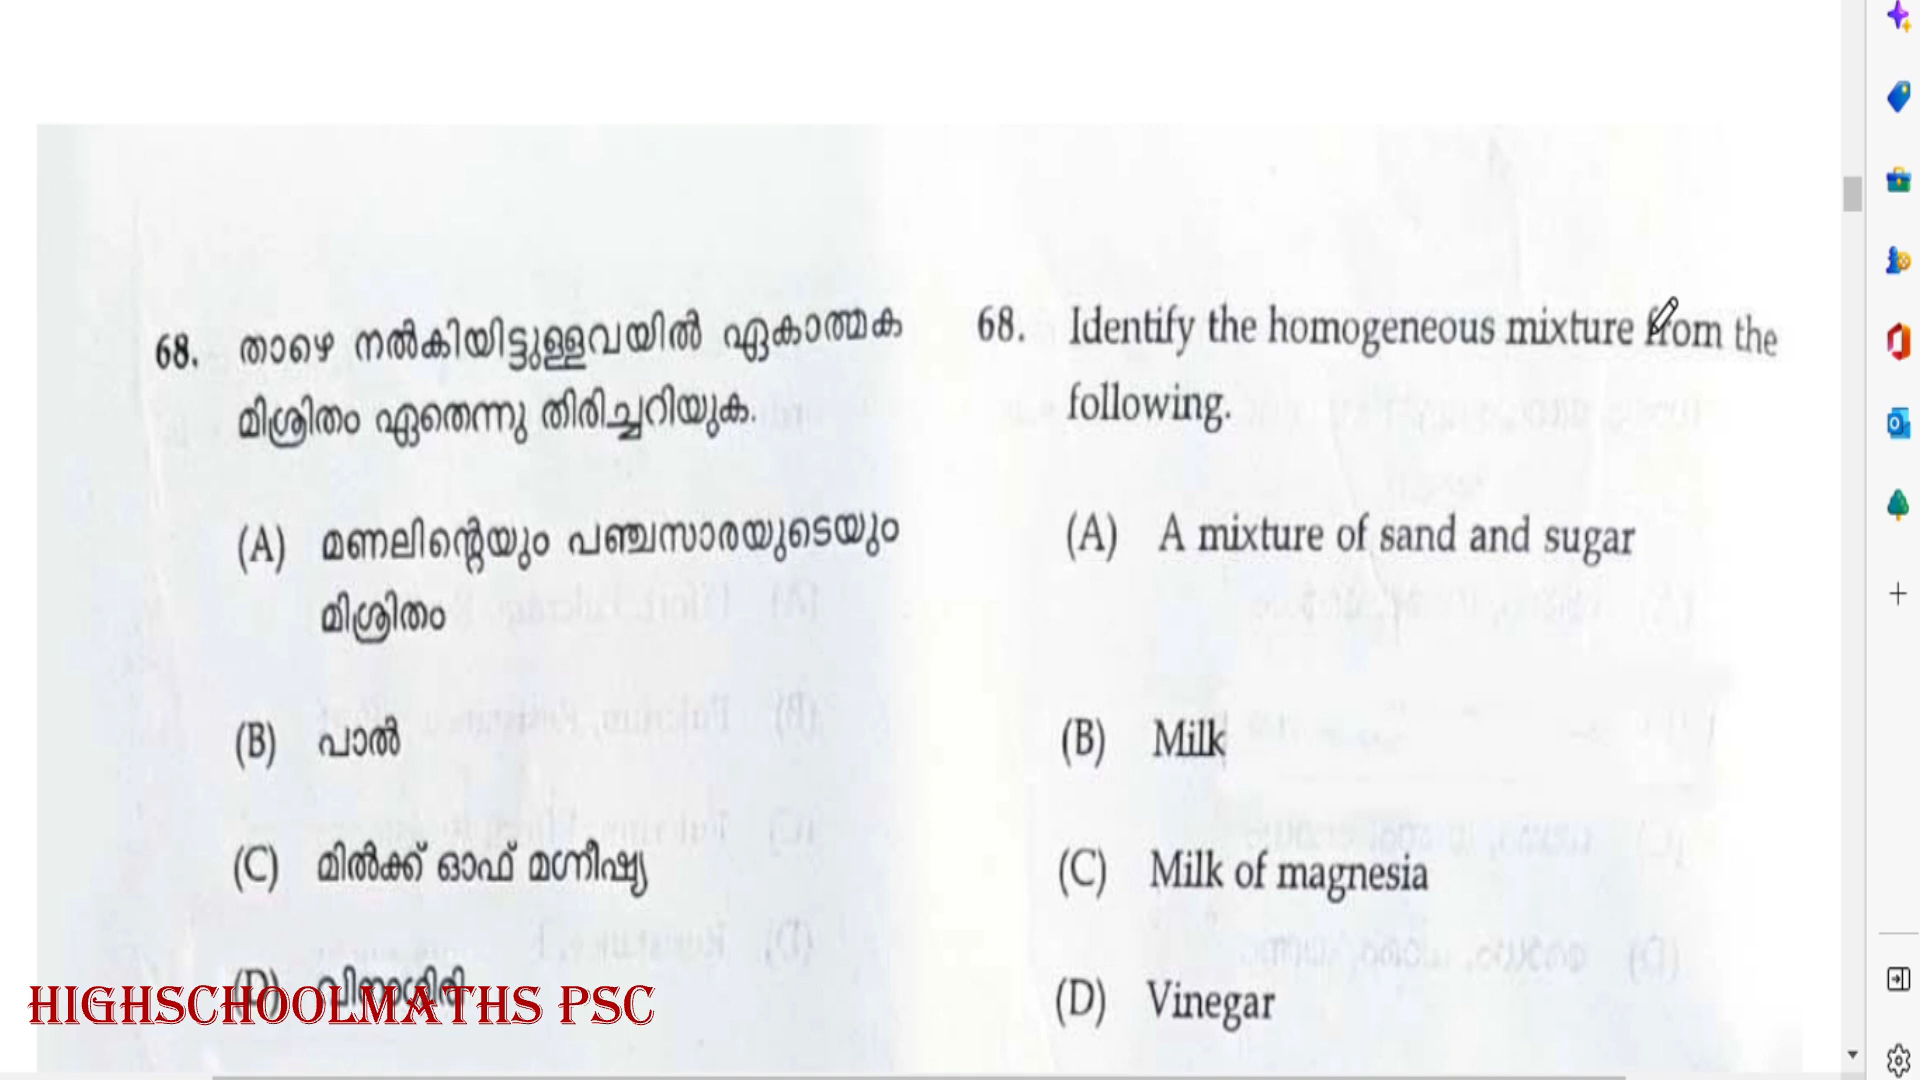 68. താഴെ നൽകിയിട്ടുള്ളവയിൽ ഏകാത്മക
മിശ്രിതം ഏതെന്നു തിരിച്ചറിയുക.
(A) മണലിന്റെയും പഞ്ചസാരയുടെയും
മിശ്രിതം
(B) പാൽ
(C) മിൽക്ക് ഓഫ് മഗ്നീഷ്യ
(D) വിനാഗിരി
68. Identify the homogeneous mixture from the
following.
(A) A mixture of sand and sugar
(B) Milk
(C) Milk of magnesia
(D) Vinegar
HIGHSCHOOLMATHS PSC